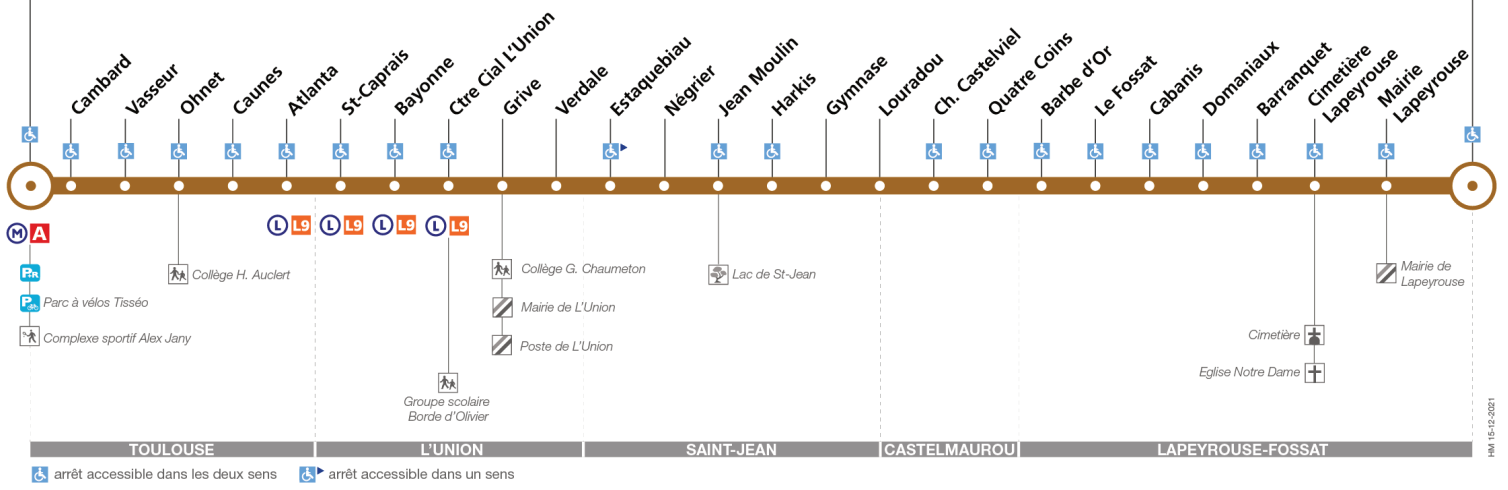 Cambard
Vasseur
Ohnet
Caunes
Atlanta
St-Caprais
Bayonne
Ctre Cial L'Union
Grive
Verdale
Estaquebiau
Négrier
Jean Moulin
Harkis
Gymnase
Louradou
Ch. Castelviel
Quatre Coins
Barbe d'Or
Le Fossat
Cabanis
Domaniaux
Barranquet
Cimetière
Lapeyrouse
Mairie
Lapeyrouse
M A
L L9
L L9
L L9
L L9
P+R
P
Parc à vélos Tisséo
Complexe sportif Alex Jany
Collège H. Auclert
Groupe scolaire
Borde d'Olivier
Collège G. Chaumeton
Mairie de L'Union
Poste de L'Union
Lac de St-Jean
Cimetière
Eglise Notre Dame
Mairie de
Lapeyrouse
TOULOUSE
L'UNION
SAINT-JEAN
CASTELMAUROU
LAPEYROUSE-FOSSAT
arrêt accessible dans les deux sens
arrêt accessible dans un sens
HM 15-12-2021